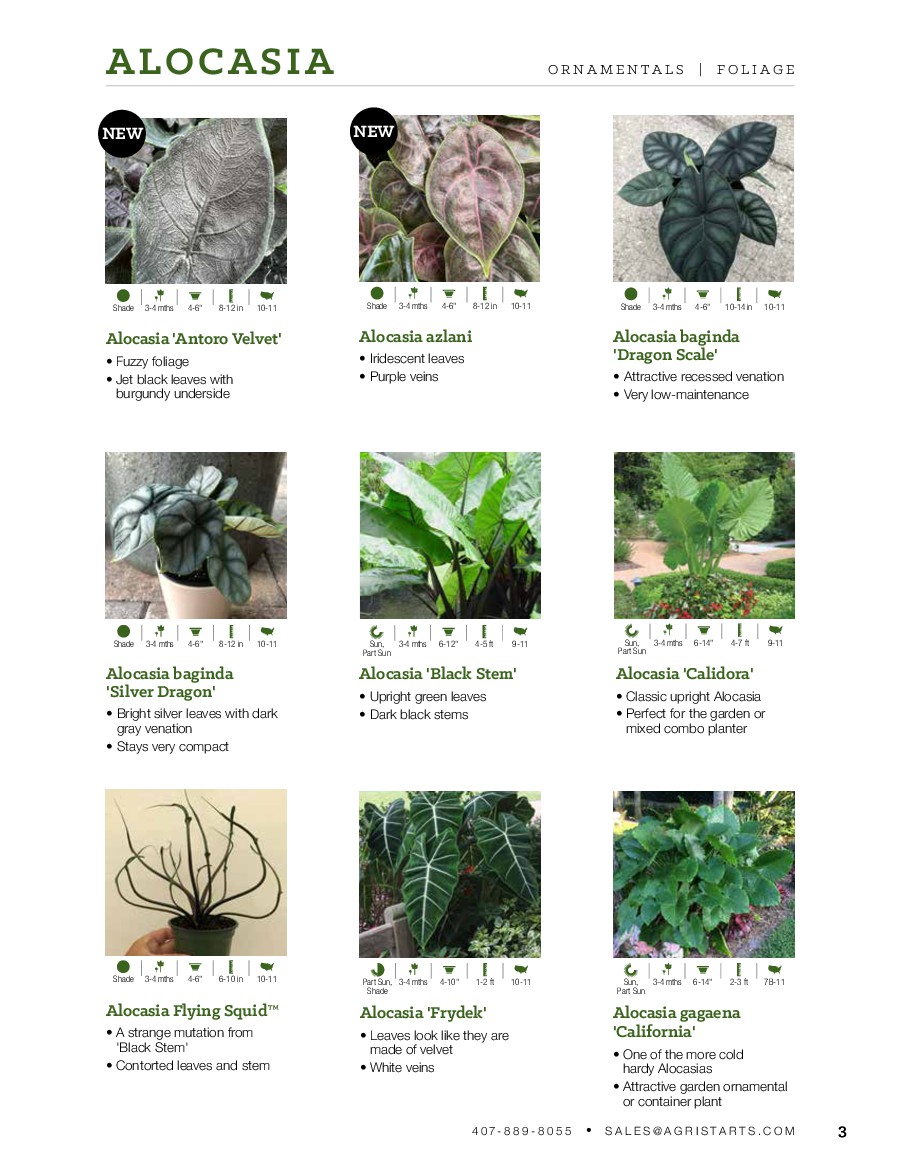 ALOCASIA
ORNAMENTALS | FOLIAGE
NEW
Shade 3-4 mths 4-6" 8-12 in 10-11
Alocasia 'Antoro Velvet'
• Fuzzy foliage
• Jet black leaves with
burgundy underside
NEW
Shade 3-4 mths 4-6" 8-12 in 10-11
Alocasia azlani
• Iridescent leaves
• Purple veins
Shade 3-4 mths 4-6" 10-14 in 10-11
Alocasia baginda
'Dragon Scale'
• Attractive recessed venation
• Very low-maintenance
Shade 3-4 mths 4-6" 8-12 in 10-11
Alocasia baginda
'Silver Dragon'
• Bright silver leaves with dark
gray venation
• Stays very compact
Sun, 3-4 mths 6-12" 4-5 ft 9-11
Part Sun
Alocasia 'Black Stem'
• Upright green leaves
• Dark black stems
Sun, 3-4 mths 6-14" 4-7 ft 9-11
Part Sun
Alocasia 'Calidora'
• Classic upright Alocasia
• Perfect for the garden or
mixed combo planter
Shade 3-4 mths 4-6" 6-10 in 10-11
Alocasia Flying Squid™
• A strange mutation from
'Black Stem'
• Contorted leaves and stem
Part Sun, 3-4 mths 4-10" 1-2 ft 10-11
Shade
Alocasia 'Frydek'
• Leaves look like they are
made of velvet
• White veins
Sun, 3-4 mths 6-14" 2-3 ft 7B-11
Part Sun
Alocasia gagaena
'California'
• One of the more cold
hardy Alocasias
• Attractive garden ornamental
or container plant
407-889-8055 • SALES@AGRISTARTS.COM 3